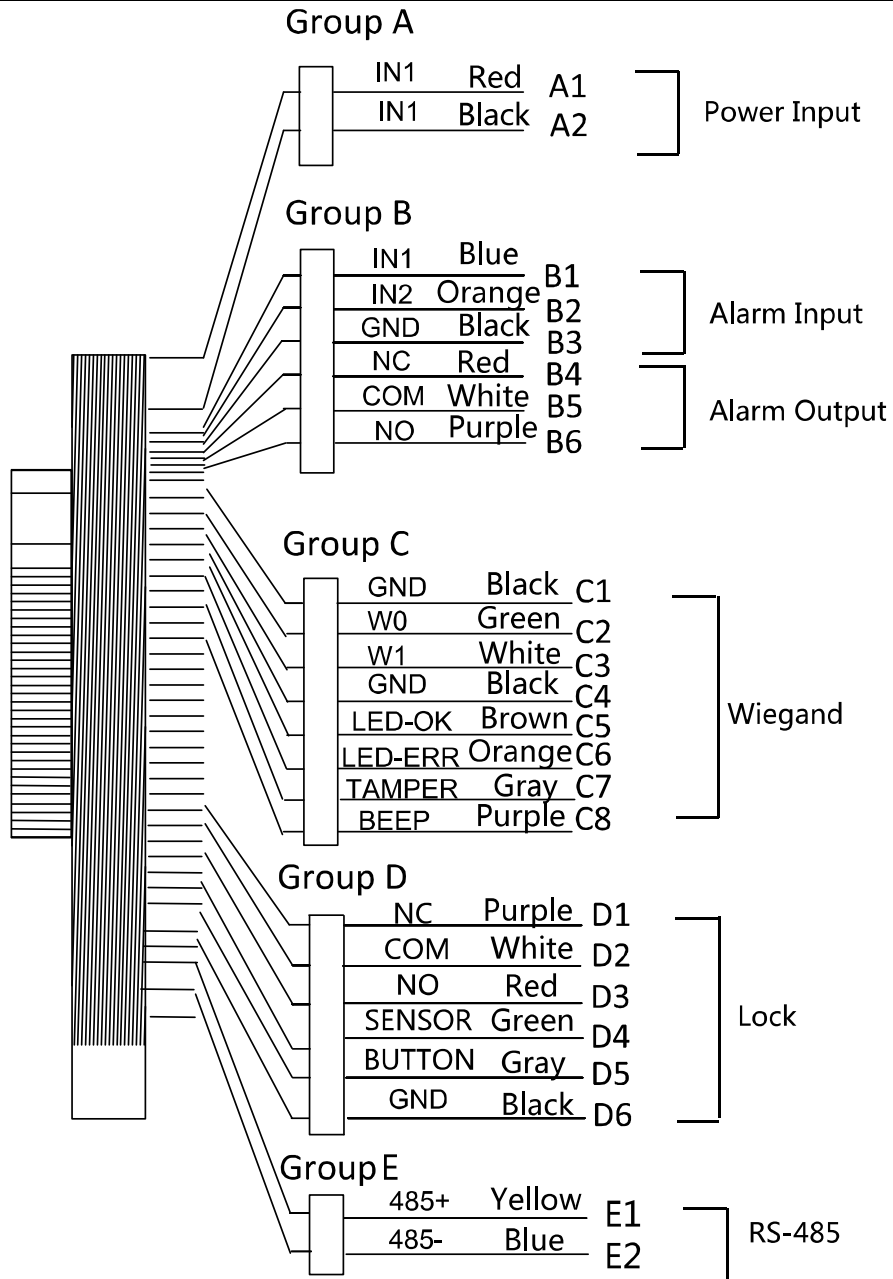 Group A
IN1 Red A1
IN1 Black A2
Power Input
Group B
IN1 Blue B1
IN2 Orange B2
GND Black B3
Alarm Input
NC Red B4
COM White B5
NO Purple B6
Alarm Output
Group C
GND Black C1
W0 Green C2
W1 White C3
GND Black C4
LED-OK Brown C5
LED-ERR Orange C6
TAMPER Gray C7
BEEP Purple C8
Wiegand
Group D
NC Purple D1
COM White D2
NO Red D3
SENSOR Green D4
BUTTON Gray D5
GND Black D6
Lock
Group E
485+ Yellow E1
485- Blue E2
RS-485